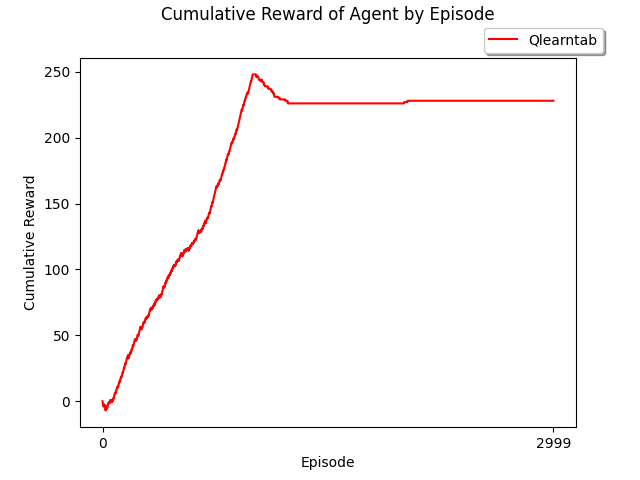 Cumulative Reward of Agent by Episode
Qlearntab
250
200
150
100
50
0
Cumulative Reward
0
2999
Episode